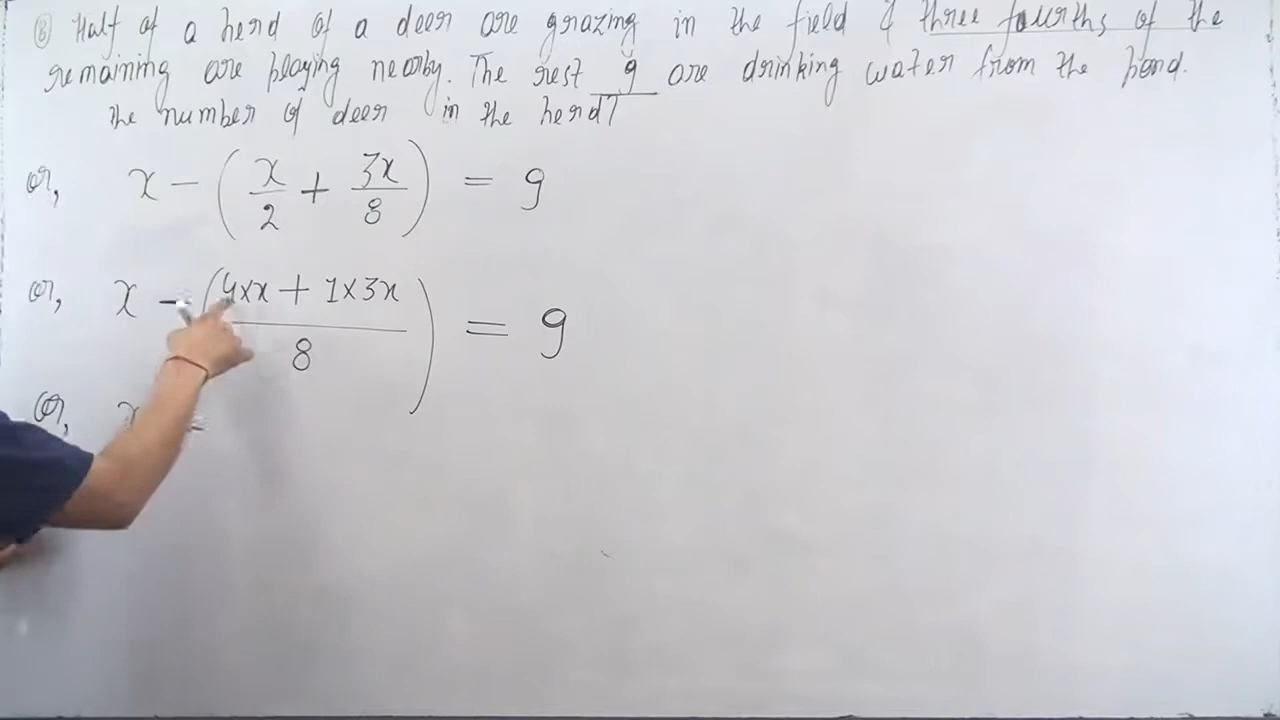 ⑧ Half of a herd of a deer are grazing in the field & three fourths of the
remaining are playing nearby. The rest 9 are drinking water from the pond.
the number of deer in the herd?
or, x - (x/2 + 3x/8) = 9
or, x - (4×x + 1×3x / 8) = 9
or, x